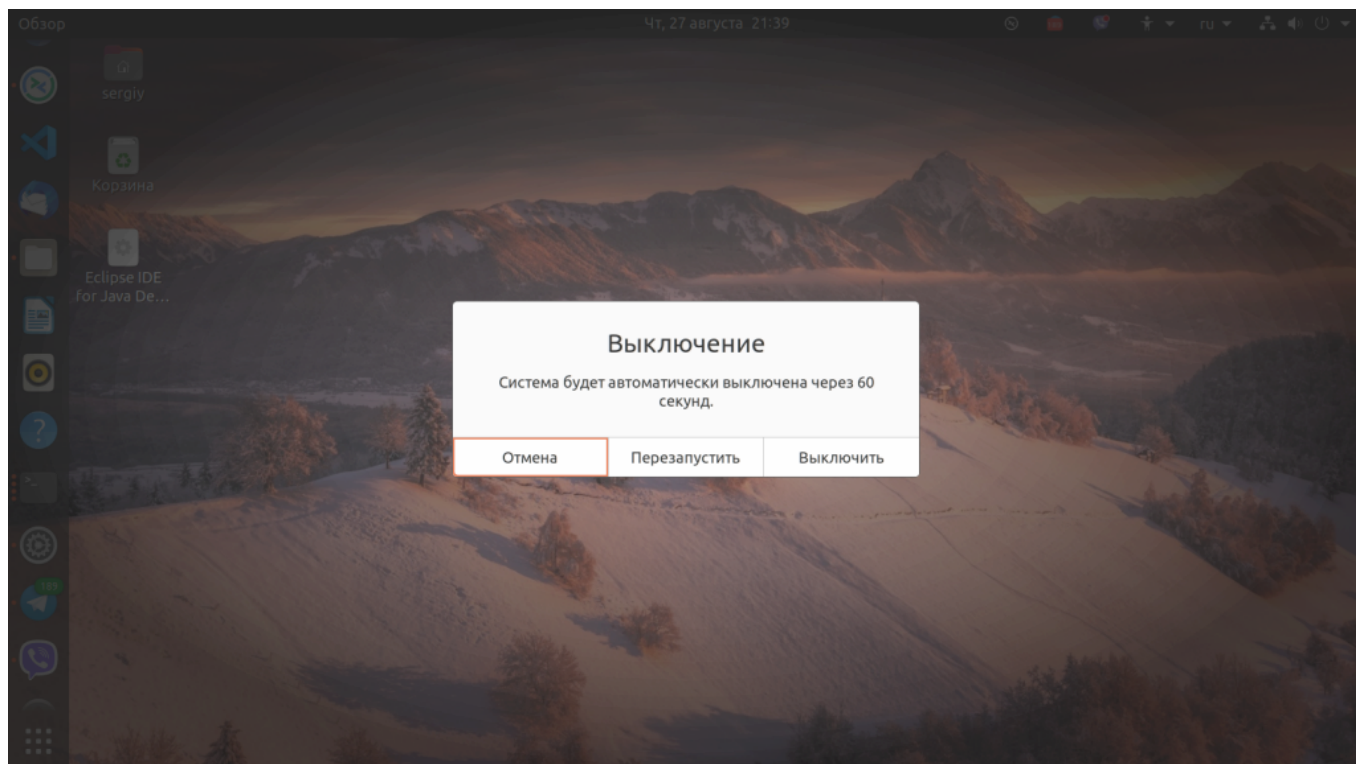 Обзор
Чт, 27 августа 21:39
ru
sergiy
Корзина
Eclipse IDE
for Java De...
Выключение
Система будет автоматически выключена через 60
секунд.
Отмена
Перезапустить
Выключить
189